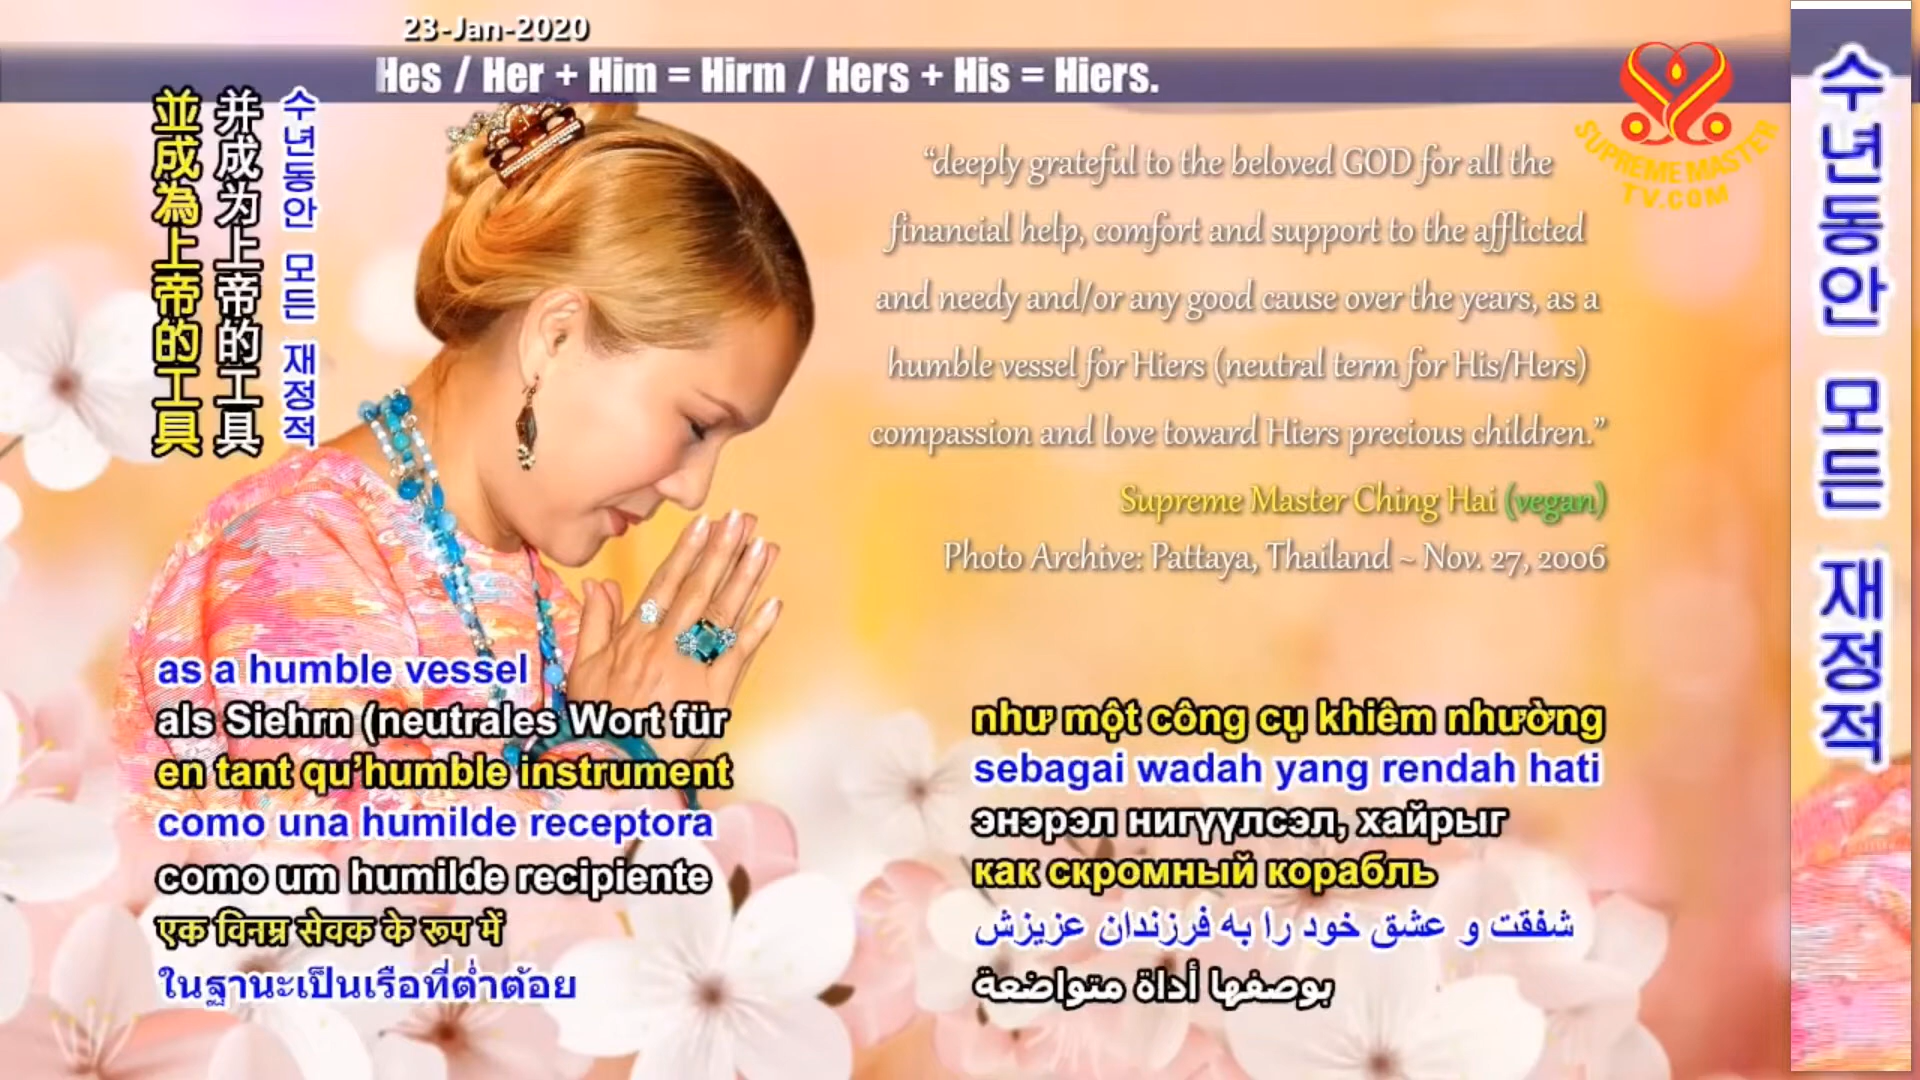 23-Jan-2020
Hes / Her + Him = Hirm / Hers + His = Hiers.
SUPREME MASTER
TV.COM
並成為上帝的工具
并成为上帝的工具
수년동안 모든 재정적
“deeply grateful to the beloved GOD for all the
financial help, comfort and support to the afflicted
and needy and/or any good cause over the years, as a
humble vessel for Hiers (neutral term for His/Hers)
compassion and love toward Hiers precious children.”
Supreme Master Ching Hai (vegan)
Photo Archive: Pattaya, Thailand ~ Nov. 27, 2006
as a humble vessel
als Siehrn (neutrales Wort für
en tant qu’humble instrument
como una humilde receptora
como um humilde recipiente
एक विनम्र सेवक के रूप में
ในฐานะเป็นเรือที่ต่ำต้อย
như một công cụ khiêm nhường
sebagai wadah yang rendah hati
энэрэл нигүүлсэл, хайрыг
как скромный корабль
شفقت و عشق خود را به فرزندان عزیزش
بوصفها أداة متواضعة
수년동안 모든 재정적